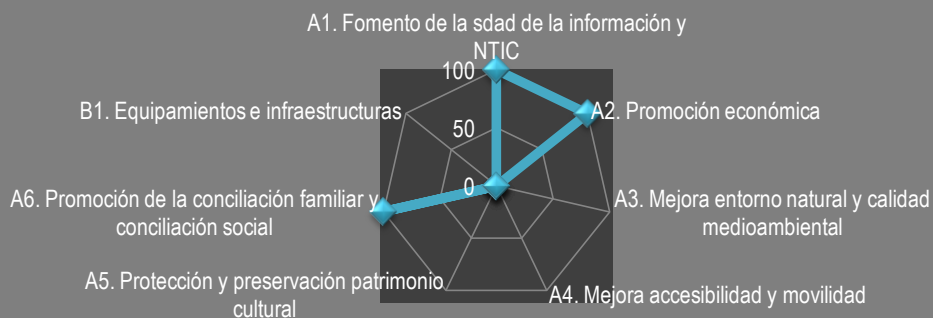 A1. Fomento de la sdad de la información y
NTIC
100
B1. Equipamientos e infraestructuras
A2. Promoción económica
50
0
A6. Promoción de la conciliación familiar y
conciliación social
A3. Mejora entorno natural y calidad
medioambiental
A5. Protección y preservación patrimonio
cultural
A4. Mejora accesibilidad y movilidad